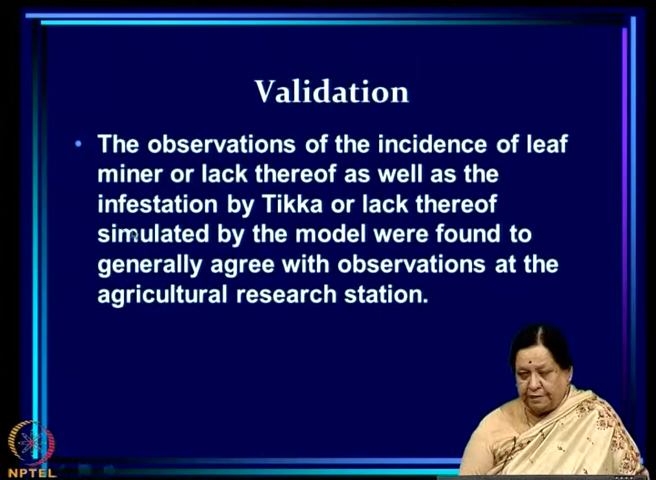 Validation
• The observations of the incidence of leaf
miner or lack thereof as well as the
infestation by Tikka or lack thereof
simulated by the model were found to
generally agree with observations at the
agricultural research station.
NPTEL